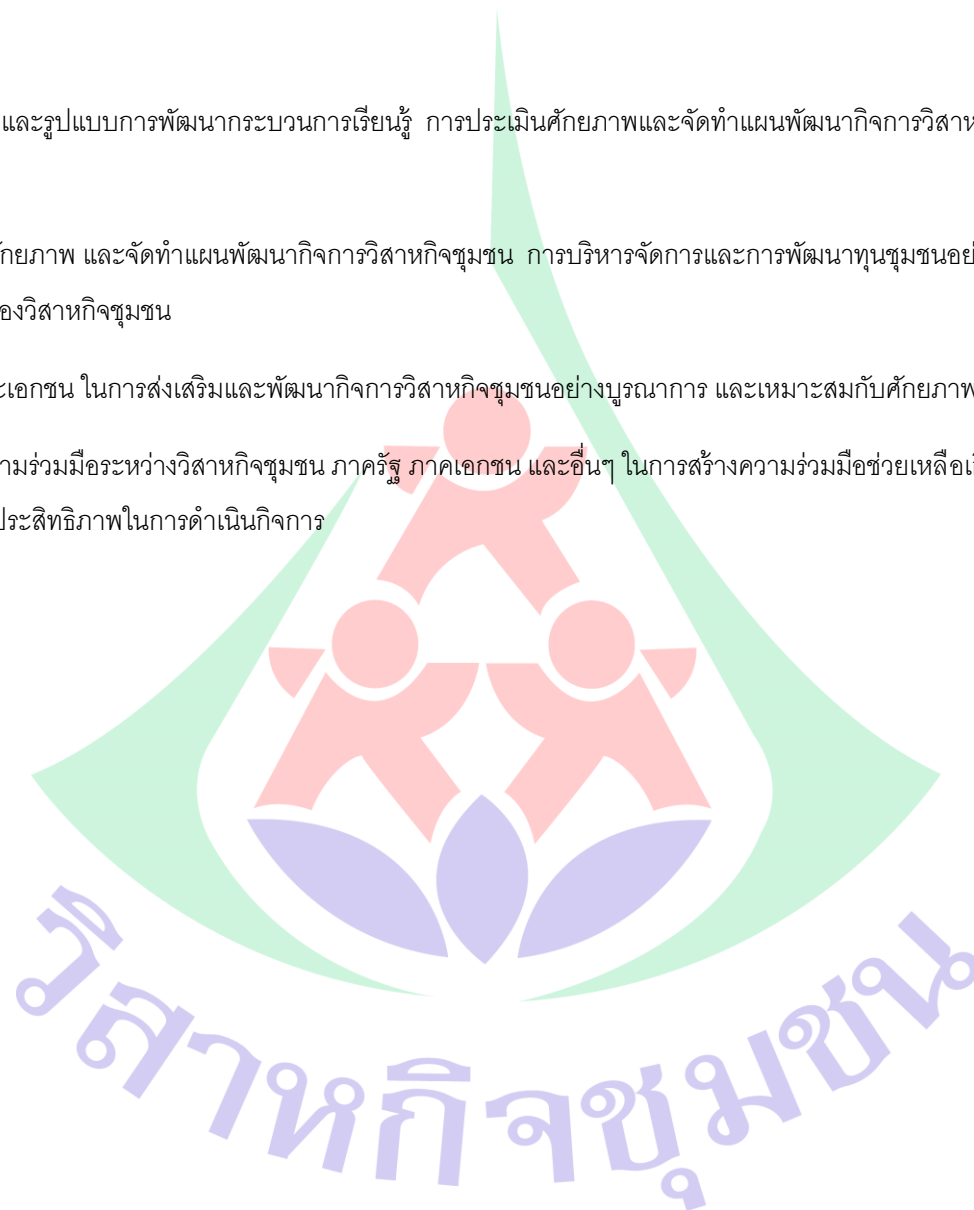 และรูปแบบการพัฒนากระบวนการเรียนรู้ การประเมินศักยภาพและจัดทำแผนพัฒนากิจการวิสาห
ักยภาพ และจัดทำแผนพัฒนากิจการวิสาหกิจชุมชน การบริหารจัดการและการพัฒนาทุนชุมชนอย่
องวิสาหกิจชุมชน
ะเอกชน ในการส่งเสริมและพัฒนากิจการวิสาหกิจชุมชนอย่างบูรณาการ และเหมาะสมกับศักยภาพ
ามร่วมมือระหว่างวิสาหกิจชุมชน ภาครัฐ ภาคเอกชน และอื่นๆ ในการสร้างความร่วมมือช่วยเหลือเ
ประสิทธิภาพในการดำเนินกิจการ
วิสาหกิจชุมชน